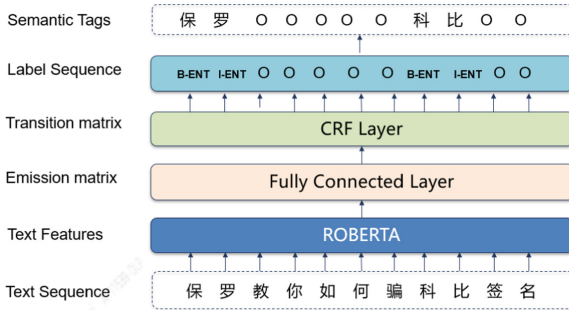 Semantic Tags 保 罗 O O O O O 科 比 O O
Label Sequence B-ENT I-ENT O O O O O B-ENT I-ENT O O
Transition matrix CRF Layer
Emission matrix Fully Connected Layer
Text Features ROBERTA
Text Sequence 保 罗 教 你 如 何 骗 科 比 签 名